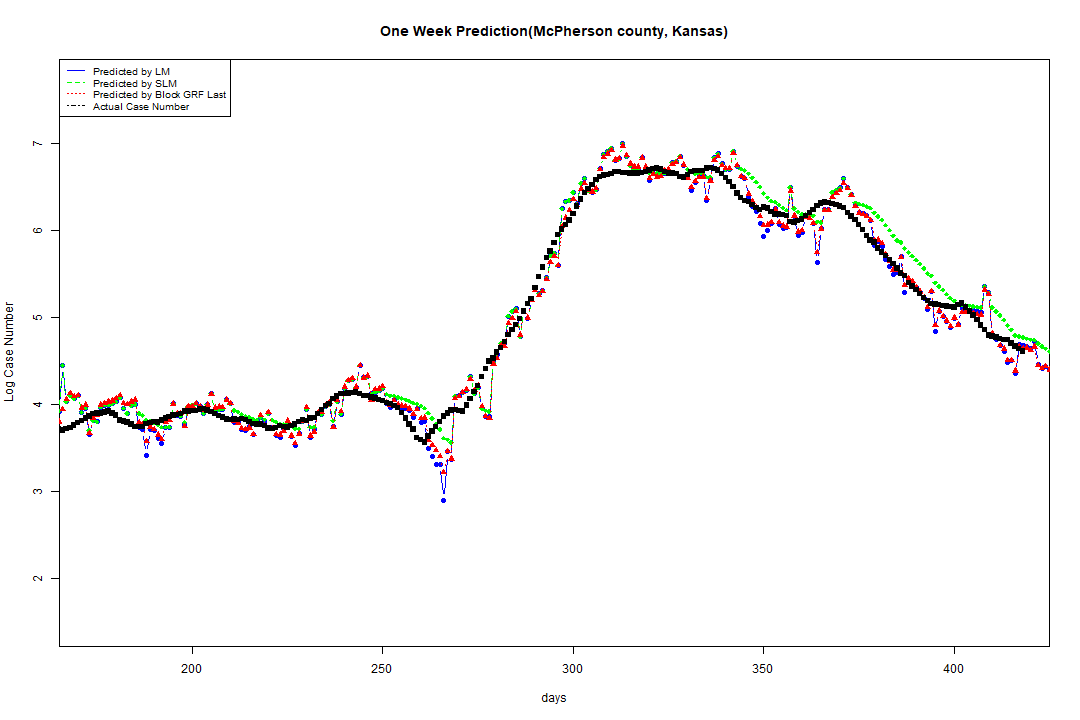 One Week Prediction(McPherson county, Kansas)
Predicted by LM
Predicted by SLM
Predicted by Block GRF Last
Actual Case Number
7
6
5
4
3
2
Log Case Number
200 250 300 350 400
days